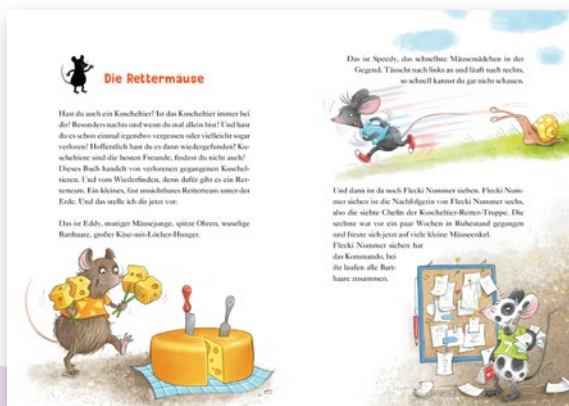 Die Rettermäuse
Hast du auch ein Kuscheltier? Ist das Kuscheltier immer bei
dir? Besonders nachts und wenn du mal allein bist? Und hast
du es schon einmal irgendwo vergessen oder vielleicht sogar
verloren? Hoffentlich hast du es dann wiedergefunden! Ku-
scheltiere sind die besten Freunde, findest du nicht auch?
Dieses Buch handelt von verlorenen gegangenen Kuschel-
tieren. Und vom Wiederfinden, denn dafür gibt es ein Ret-
terteam. Ein kleines, fast unsichtbares Retterteam unter der
Erde. Und das stelle ich dir jetzt vor:
Das ist Eddy, mutiger Mäusejunge, spitze Ohren, wuselige
Barthaare, großer Käse-mit-Löcher-Hunger.
Das ist Speedy, das schnellste Mäusemädchen in der
Gegend. Täuscht nach links an und läuft nach rechts,
so schnell kannst du gar nicht schauen.
Und dann ist da noch Flecki Nummer sieben. Flecki Num-
mer sieben ist die Nachfolgerin von Flecki Nummer sechs,
also die siebte Chefin der Kuscheltier-Retter-Truppe. Die
sechste war vor ein paar Wochen in Ruhestand gegangen
und freute sich jetzt auf viele kleine Mäuseenkel.
Flecki Nummer sieben hat
das Kommando, bei
ihr laufen alle Bart-
haare zusammen.
7